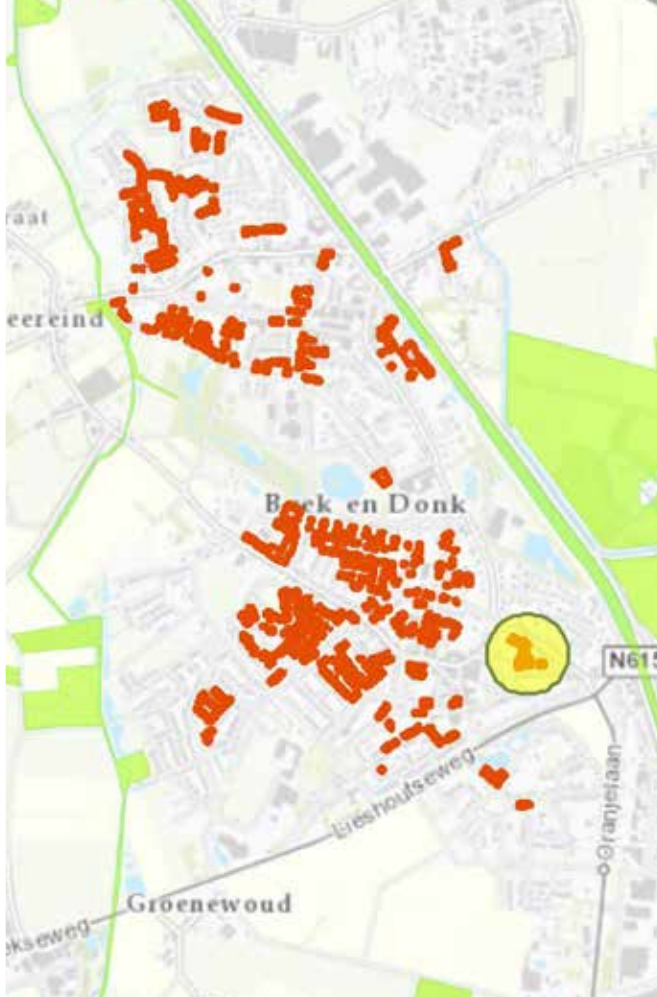 raat
eereind
Beek en Donk
N615
Lieshoutseweg
Oranjelaan
Groenewoud
ekseweg